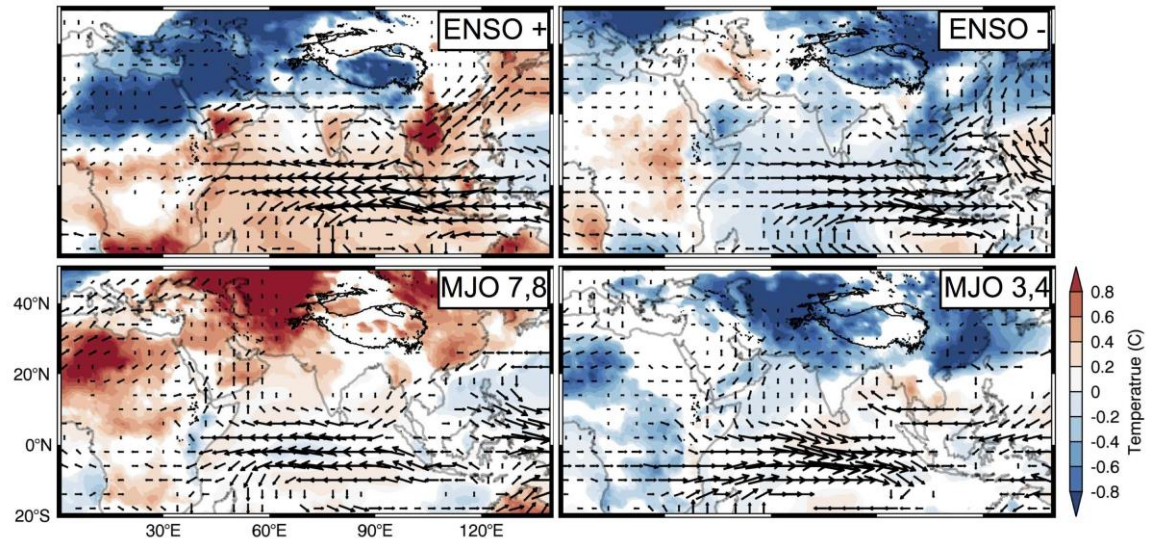 ENSO +
ENSO -
MJO 7,8
MJO 3,4
40°N
20°N
0°N
20°S
30°E
60°E
90°E
120°E
0.8
0.6
0.4
0.2
0
-0.2
-0.4
-0.6
-0.8
Temperatrue (C)